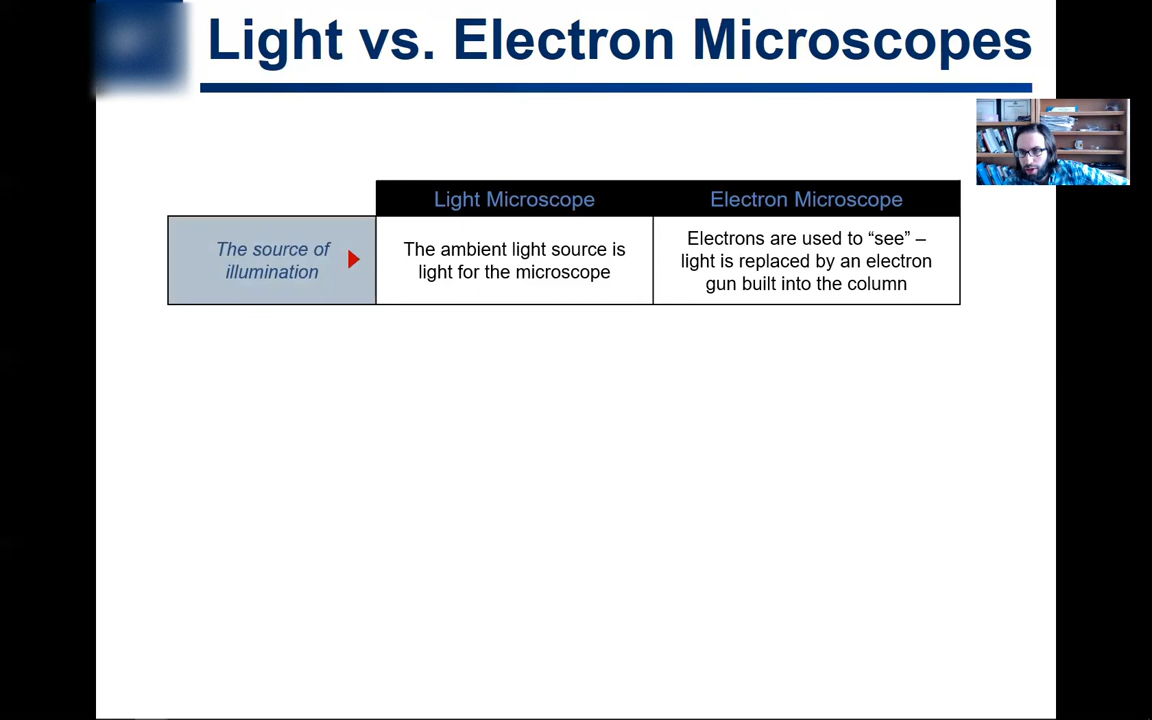 Light vs. Electron Microscopes
Light Microscope
Electron Microscope
The source of
illumination
The ambient light source is
light for the microscope
Electrons are used to “see” –
light is replaced by an electron
gun built into the column